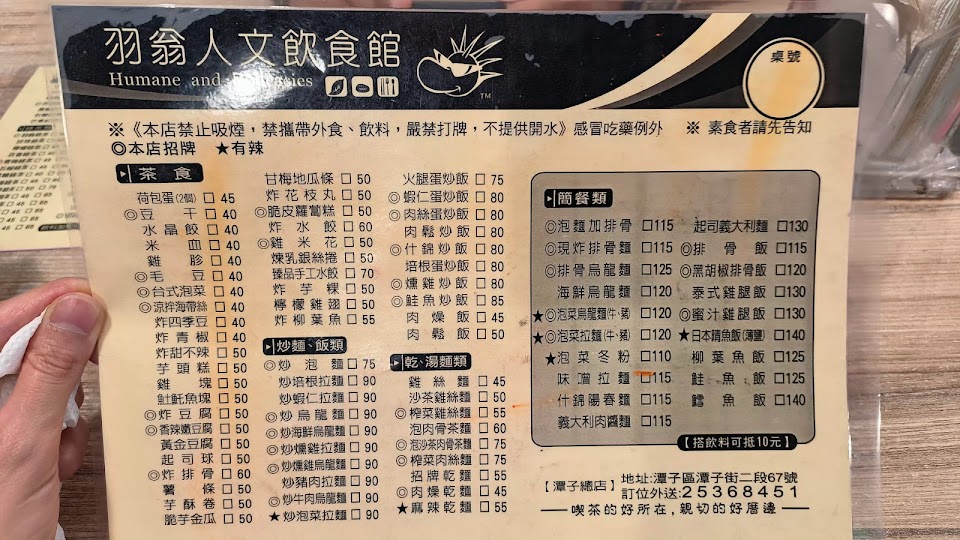 羽翁人文飲食館
Humane and
TM
桌號
※《本店禁止吸煙，禁攜帶外食、飲料，嚴禁打牌，不提供開水》感冒吃藥例外 ※ 素食者請先告知
◎本店招牌 ★有辣
茶食
荷包蛋(2個) □ 45
◎豆干 □ 40
水晶餃 □ 40
米血 □ 40
雞胗 □ 40
◎毛豆 □ 40
◎台式泡菜 □ 40
◎涼拌海帶絲 □ 40
炸四季豆 □ 40
炸青椒 □ 40
炸甜不辣 □ 50
芋頭糕 □ 50
雞塊 □ 50
魠魚塊 □ 50
◎炸豆腐 □ 50
◎香辣嫩豆腐 □ 50
黃金豆腐 □ 50
起司球 □ 50
◎炸排骨 □ 60
薯條 □ 50
芋酥卷 □ 50
脆芋金瓜 □ 50
甘梅地瓜條 □ 50
炸花枝丸 □ 50
◎脆皮蘿蔔糕 □ 50
炸水餃 □ 60
◎雞米花 □ 50
煉乳銀絲捲 □ 50
臻品手工水餃 □ 70
炸芋粿 □ 50
檸檬雞翅 □ 50
炸柳葉魚 □ 55
炒麵、飯類
◎炒泡麵 □ 75
炒培根拉麵 □ 90
炒蝦仁拉麵 □ 90
◎炒烏龍麵 □ 90
◎炒海鮮烏龍麵 □ 90
◎炒燻雞拉麵 □ 90
◎炒燻雞烏龍麵 □ 90
炒豬肉拉麵 □ 90
◎炒牛肉烏龍麵 □ 90
★炒泡菜拉麵 □ 90
火腿蛋炒飯 □ 75
◎蝦仁蛋炒飯 □ 80
◎肉絲蛋炒飯 □ 80
肉鬆炒飯 □ 80
◎什錦炒飯 □ 80
培根蛋炒飯 □ 80
◎燻雞炒飯 □ 80
◎鮭魚炒飯 □ 85
肉燥飯 □ 45
肉鬆飯 □ 50
乾、湯麵類
雞絲麵 □ 45
沙茶雞絲麵 □ 50
◎榨菜雞絲麵 □ 55
泡肉骨茶麵 □ 60
◎泡沙茶肉骨茶麵 □ 75
◎榨菜肉絲麵 □ 75
招牌乾麵 □ 55
◎肉燥乾麵 □ 45
★麻辣乾麵 □ 55
簡餐類
◎泡麵加排骨 □115
◎現炸排骨麵 □115
◎排骨烏龍麵 □125
海鮮烏龍麵 □120
★◎泡菜烏龍麵(牛、豬) □120
★◎泡菜拉麵(牛、豬) □120
★泡菜冬粉 □110
味噌拉麵 □115
什錦陽春麵 □115
義大利肉醬麵 □115
起司義大利麵 □130
◎排骨飯 □115
◎黑胡椒排骨飯 □120
泰式雞腿飯 □130
◎蜜汁雞腿飯 □130
★日本鯖魚飯(薄鹽) □140
柳葉魚飯 □125
鮭魚飯 □125
鱈魚飯 □140
【搭飲料可抵10元】
【潭子總店】
地址:潭子區潭子街二段67號
訂位外送:25368451
喫茶的好所在,親切的好厝邊